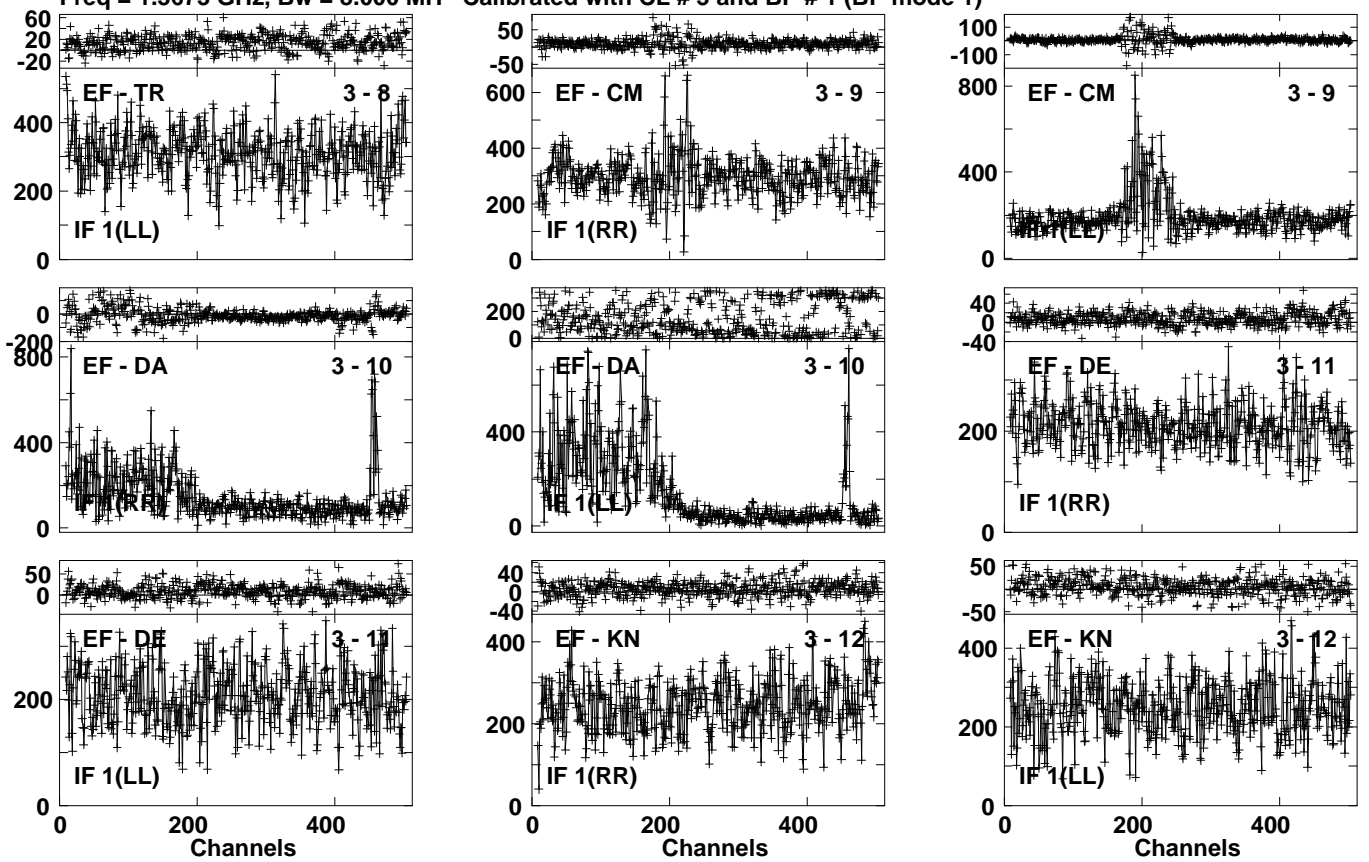 Calibrated with CL # 5 and BP # 1 (BP mode 1)
60
20
-20
EF - TR 3 - 8
400
200
IF 1(LL)
0
50
-50
600
EF - CM 3 - 9
400
200
IF 1(RR)
0
100
-100
800
EF - CM 3 - 9
400
IF 1(LL)
0
0
-200
800
EF - DA 3 - 10
400
IF 1(RR)
0
200
0
EF - DA 3 - 10
400
IF 1(LL)
0
40
0
-40
EF - DE 3 - 11
200
IF 1(RR)
0
50
0
EF - DE 3 - 11
200
IF 1(LL)
0
0 200 400
Channels
40
0
-40
400
EF - KN 3 - 12
200
IF 1(RR)
0
0 200 400
Channels
50
-50
400
EF - KN 3 - 12
200
IF 1(LL)
0
0 200 400
Channels